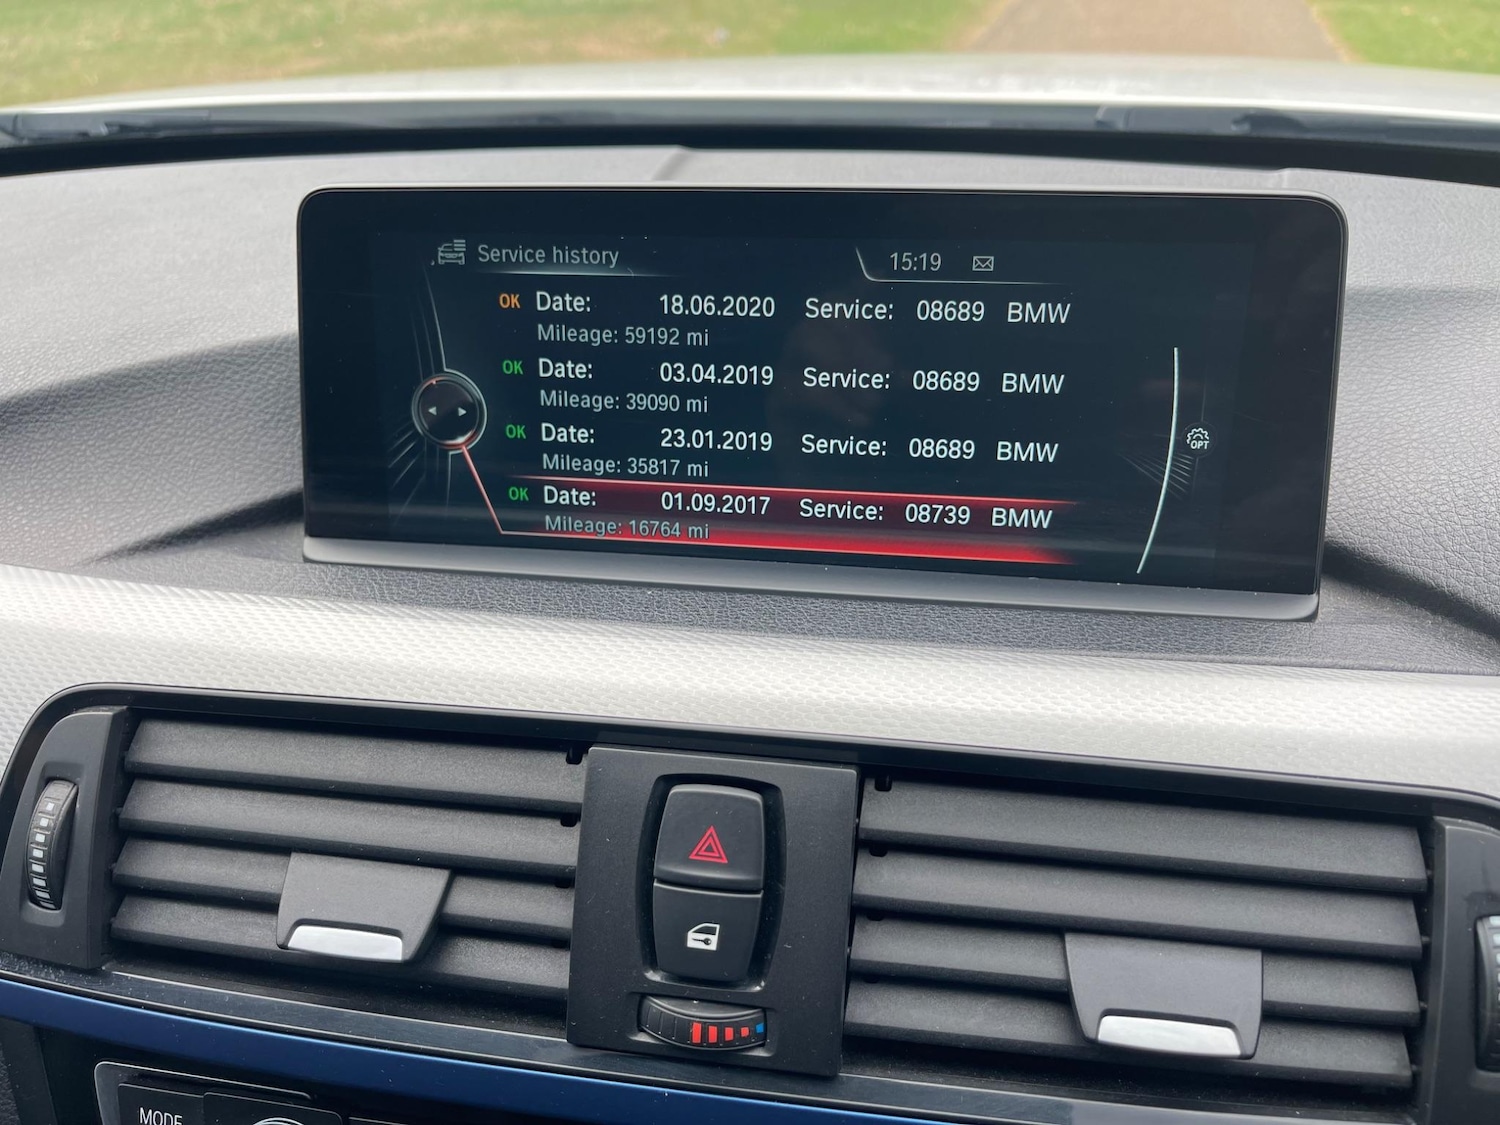 Service history 15:19
OK Date: 18.06.2020 Service: 08689 BMW
Mileage: 59192 mi
OK Date: 03.04.2019 Service: 08689 BMW
Mileage: 39090 mi
OK Date: 23.01.2019 Service: 08689 BMW
Mileage: 35817 mi
OPT
OK Date: 01.09.2017 Service: 08739 BMW
Mileage: 16764 mi
MODE